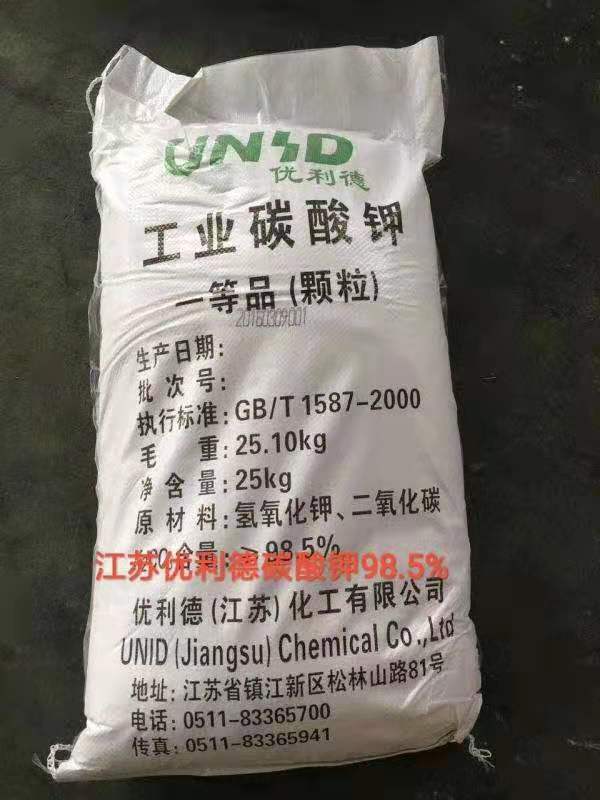 UNID
优利德
工业碳酸钾
一等品(颗粒)
20160309001
生产日期:
批次号:
执行标准:GB/T 1587-2000
毛重:25.10kg
净含量:25kg
原材料:氢氧化钾、二氧化碳
含量:≥98.5%
江苏优利德碳酸钾98.5%
优利德(江苏)化工有限公司
UNID (Jiangsu) Chemical Co.,Ltd
地址:江苏省镇江新区松林山路81号
电话:0511-83365700
传真:0511-83365941